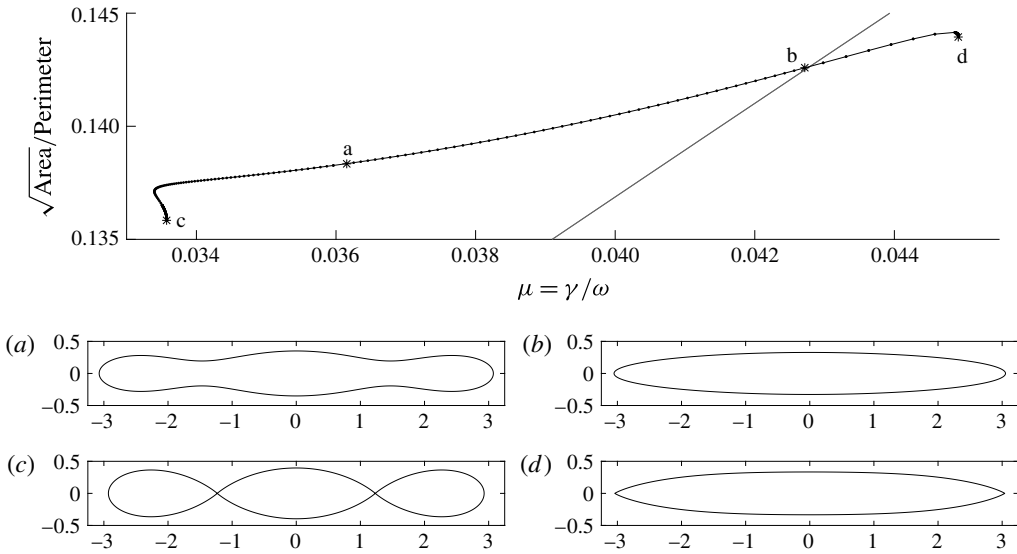 0.145
0.140
0.135
√Area/Perimeter
a
b
c
d
0.034 0.036 0.038 0.040 0.042 0.044
μ = γ/ω
(a) 0.5 0 −0.5
−3 −2 −1 0 1 2 3
(b) 0.5 0 −0.5
−3 −2 −1 0 1 2 3
(c) 0.5 0 −0.5
−3 −2 −1 0 1 2 3
(d) 0.5 0 −0.5
−3 −2 −1 0 1 2 3